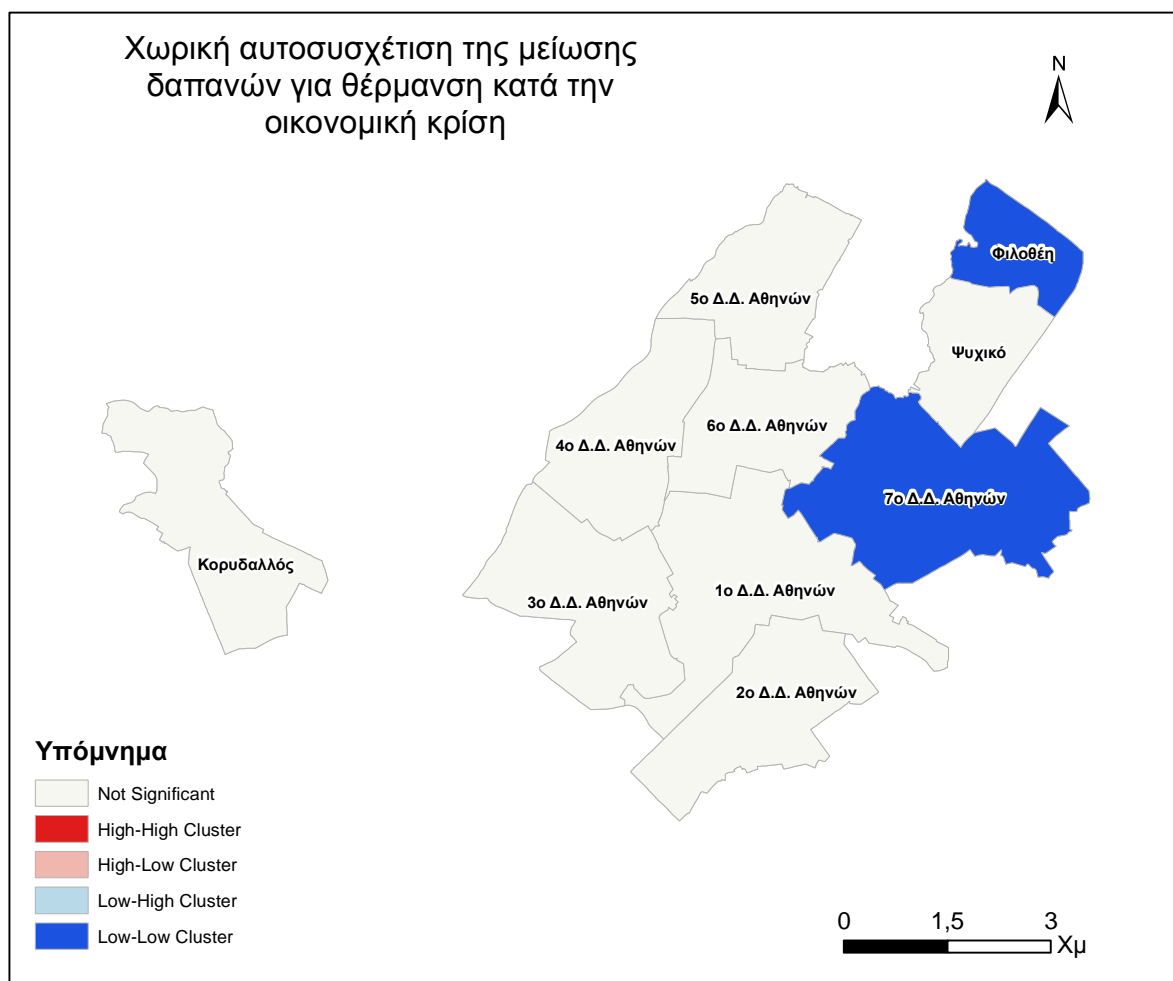 Χωρική αυτοσυσχέτιση της μείωσης
δαπανών για θέρμανση κατά την
οικονομική κρίση
N
Φιλοθέη
5ο Δ.Δ. Αθηνών
Ψυχικό
6ο Δ.Δ. Αθηνών
4ο Δ.Δ. Αθηνών
7ο Δ.Δ. Αθηνών
Κορυδαλλός
1ο Δ.Δ. Αθηνών
3ο Δ.Δ. Αθηνών
2ο Δ.Δ. Αθηνών
Υπόμνημα
Not Significant
High-High Cluster
High-Low Cluster
Low-High Cluster
Low-Low Cluster
0 1,5 3
Χμ